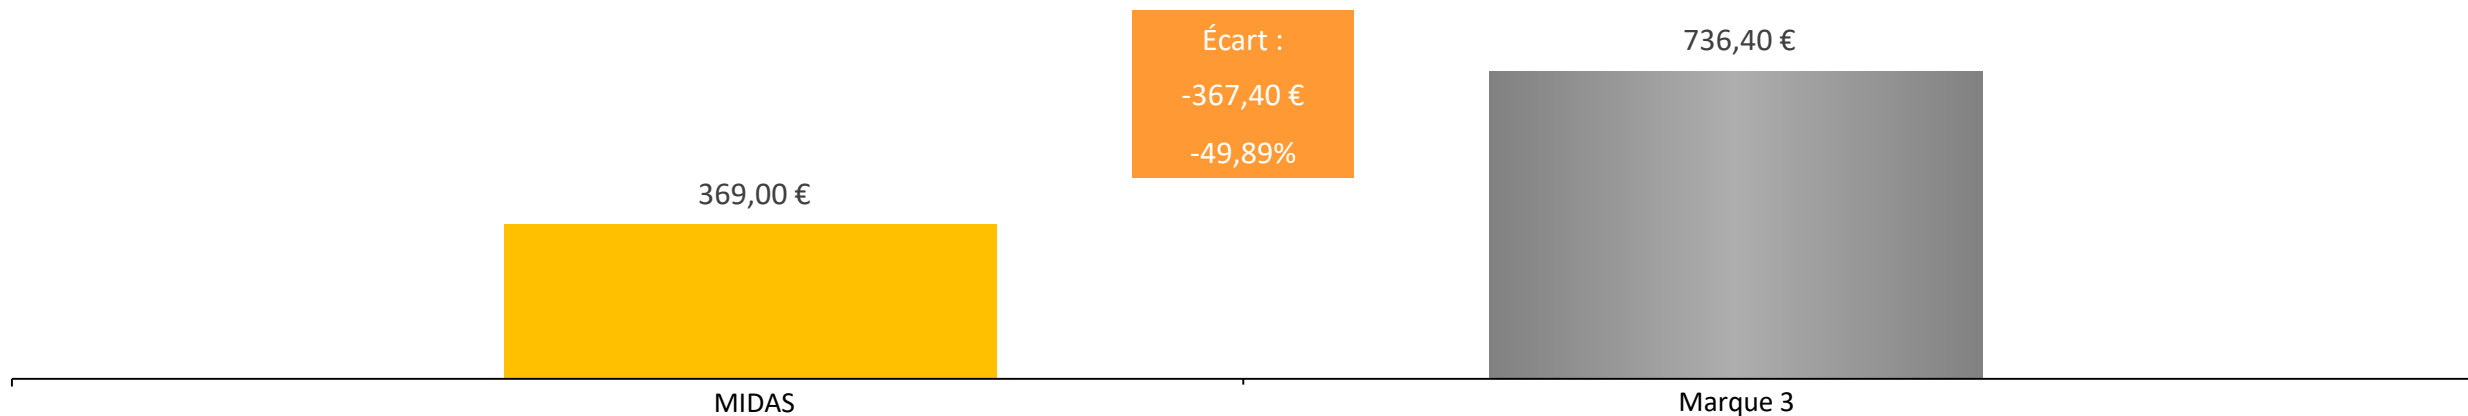 Écart :
-367,40 €
-49,89%
736,40 €
369,00 €
MIDAS
Marque 3